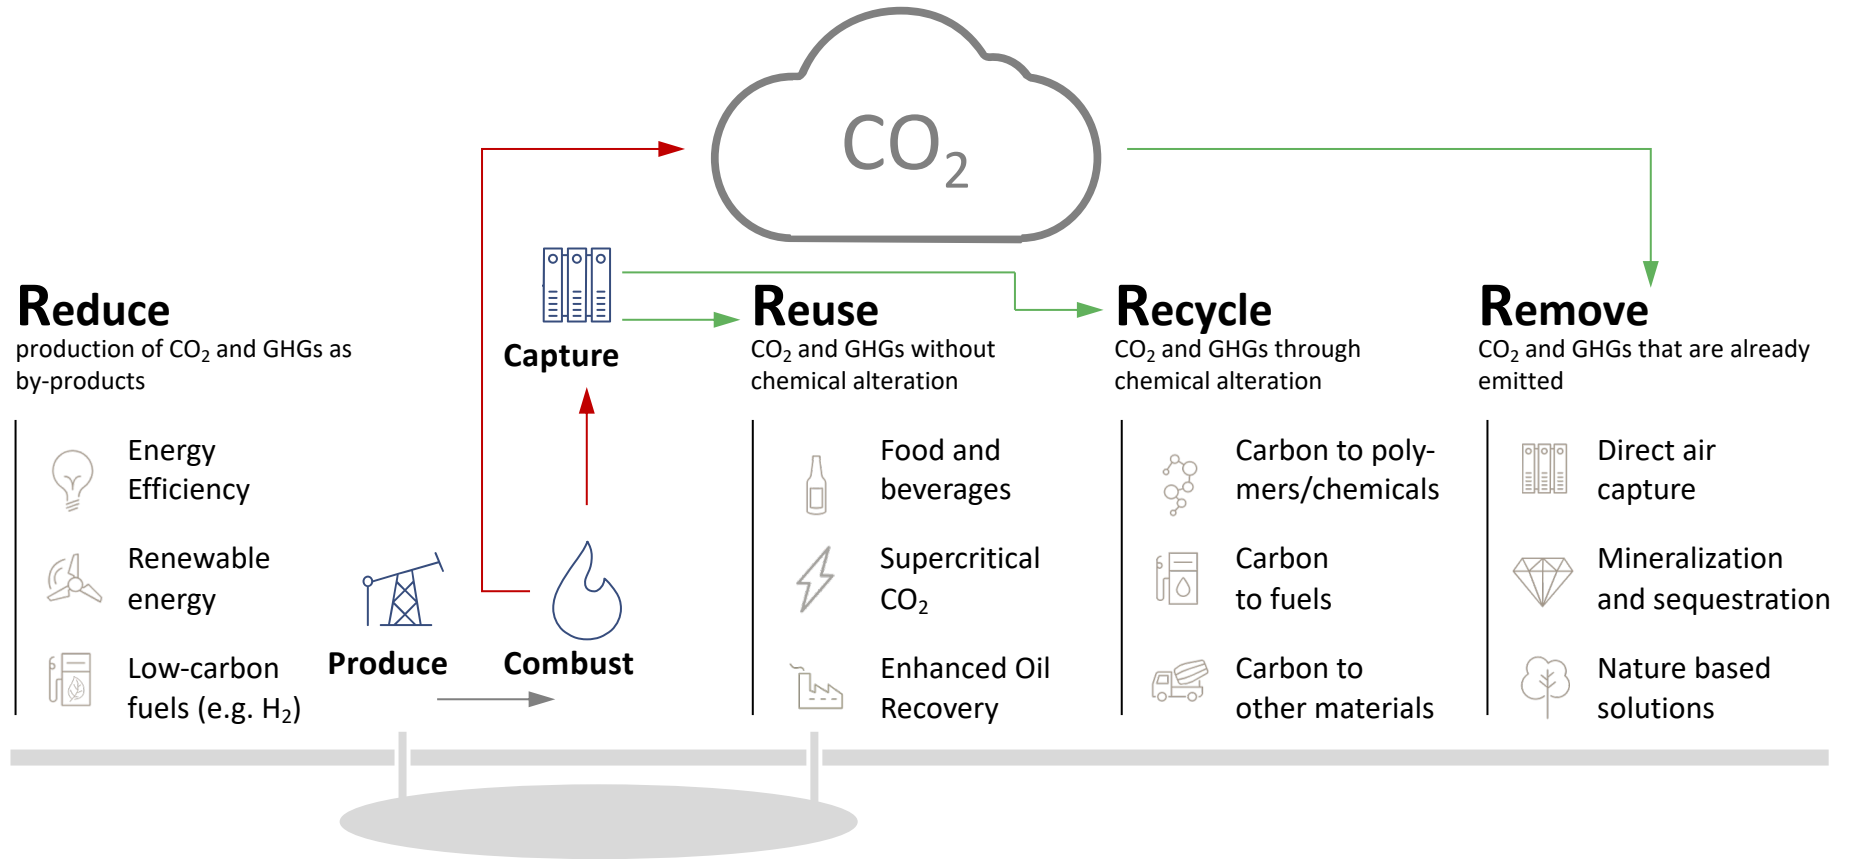 CO₂
Reduce
production of CO₂ and GHGs as
by-products
Energy
Efficiency
Renewable
energy
Low-carbon
fuels (e.g. H₂)
Produce
Combust
Capture
Reuse
CO₂ and GHGs without
chemical alteration
Food and
beverages
Supercritical
CO₂
Enhanced Oil
Recovery
Recycle
CO₂ and GHGs through
chemical alteration
Carbon to poly-
mers/chemicals
Carbon
to fuels
Carbon to
other materials
Remove
CO₂ and GHGs that are already
emitted
Direct air
capture
Mineralization
and sequestration
Nature based
solutions